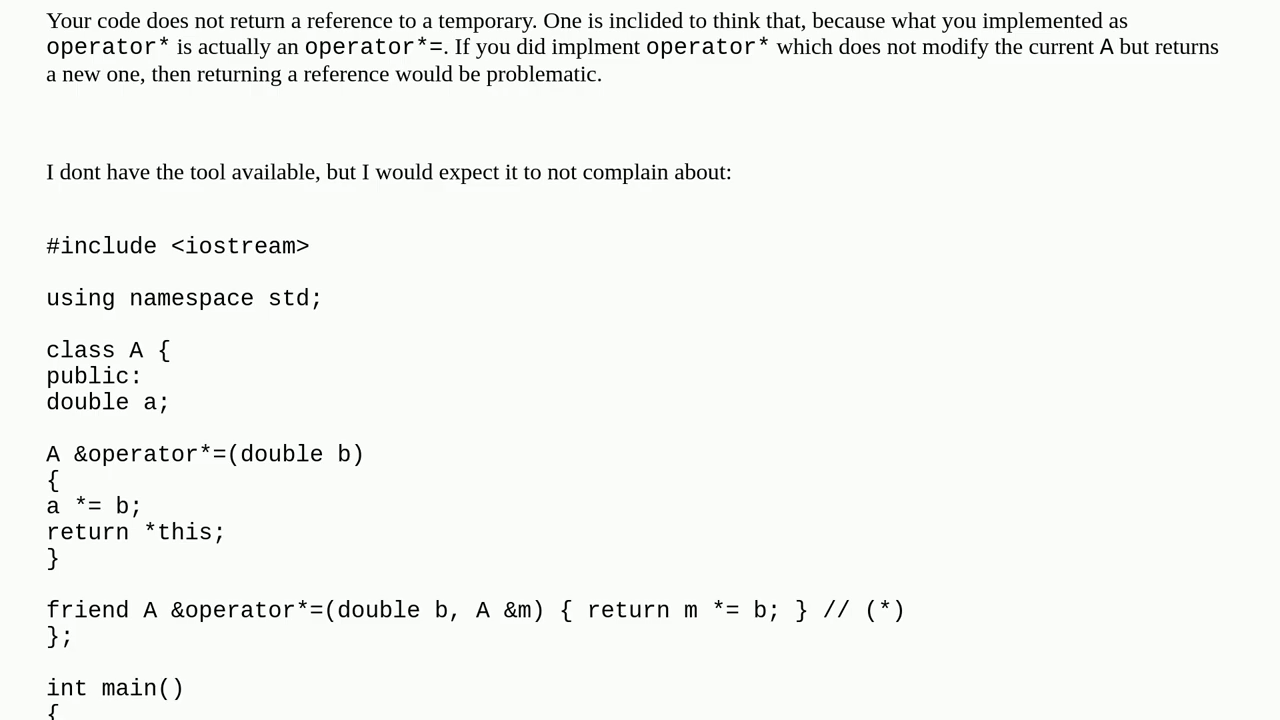 Your code does not return a reference to a temporary. One is inclided to think that, because what you implemented as
operator* is actually an operator*=. If you did implment operator* which does not modify the current A but returns
a new one, then returning a reference would be problematic.
I dont have the tool available, but I would expect it to not complain about:
#include <iostream>
using namespace std;
class A {
public:
double a;
A &operator*=(double b)
{
a *= b;
return *this;
}
friend A &operator*=(double b, A &m) { return m *= b; } // (*)
};
int main()
{